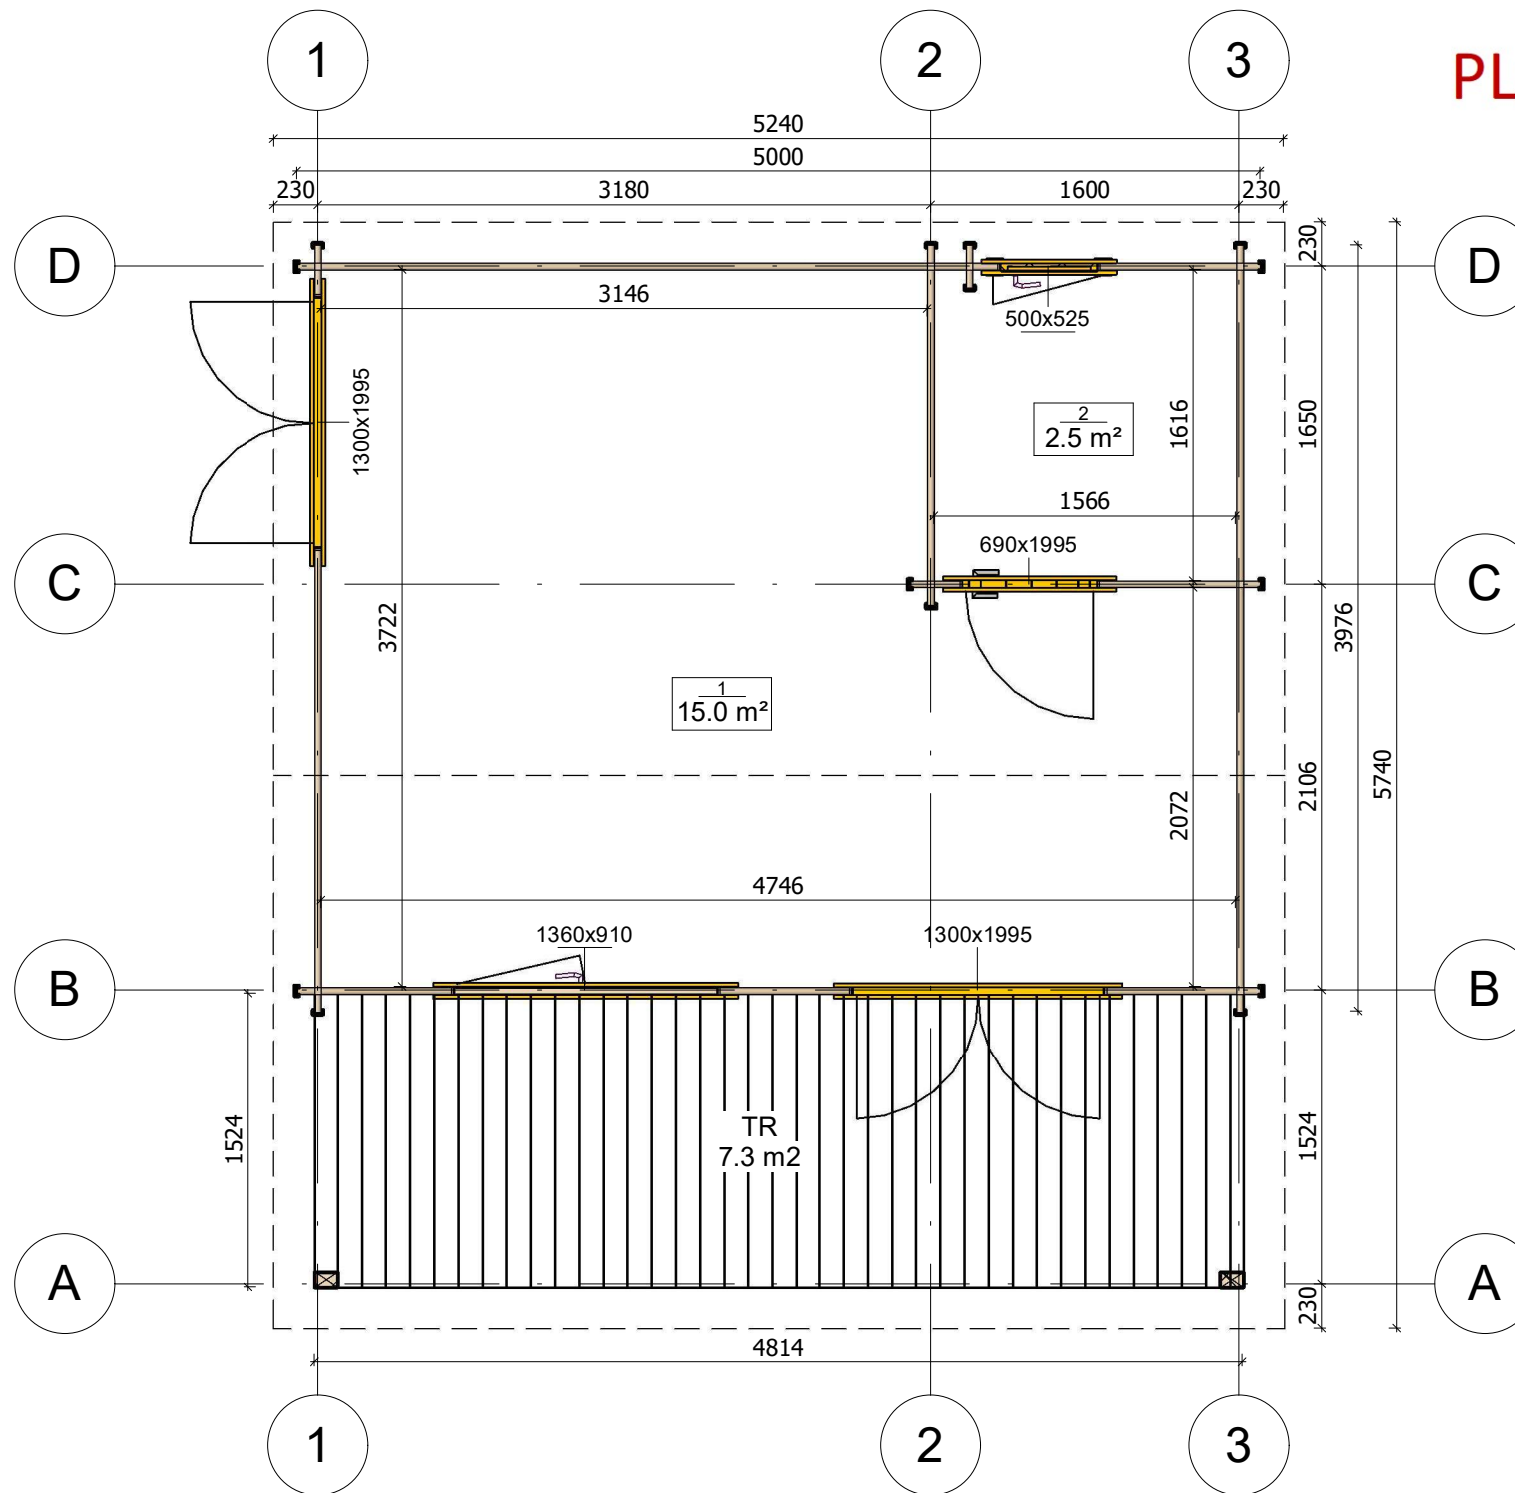 1 2 3
PL
5240
5000
230 3180 1600 230
D D
230
3146
500x525
1300x1995
2
2.5 m²
1616
1650
1566
690x1995
C C
3722
3976
1
15.0 m²
5740
2106
2072
4746
1360x910 1300x1995
B B
1524
TR
7.3 m2
1524
A A
230
4814
1 2 3